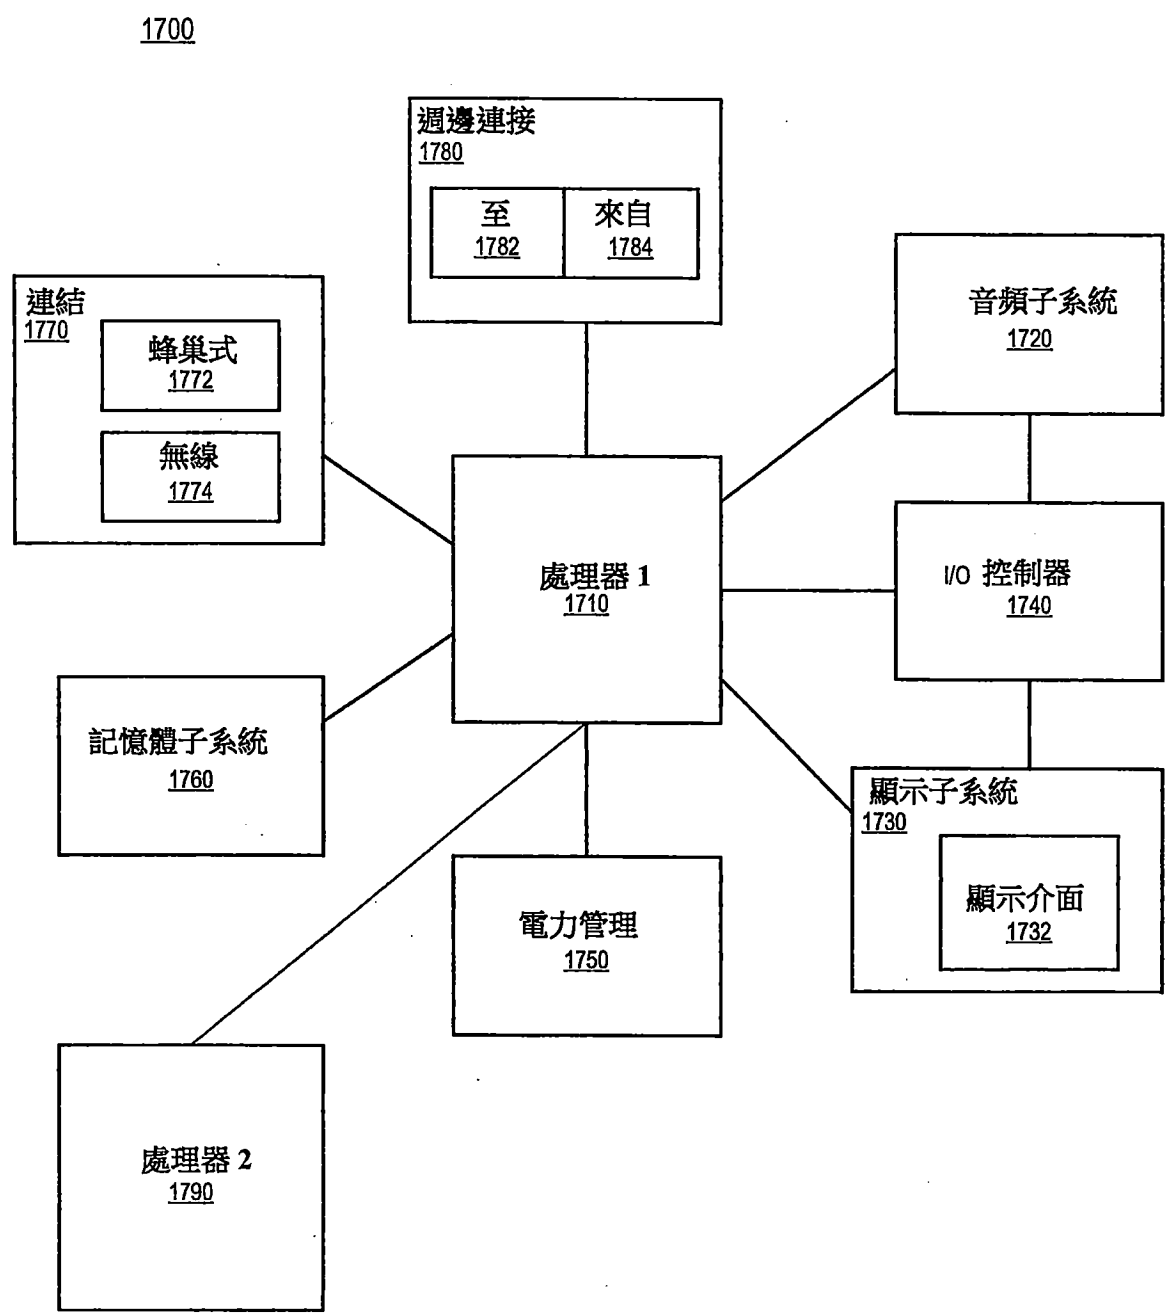 1700
週邊連接
1780
至
1782
來自
1784
連結
1770
蜂巢式
1772
無線
1774
音頻子系統
1720
處理器 1
1710
I/O 控制器
1740
記憶體子系統
1760
顯示子系統
1730
顯示介面
1732
電力管理
1750
處理器 2
1790